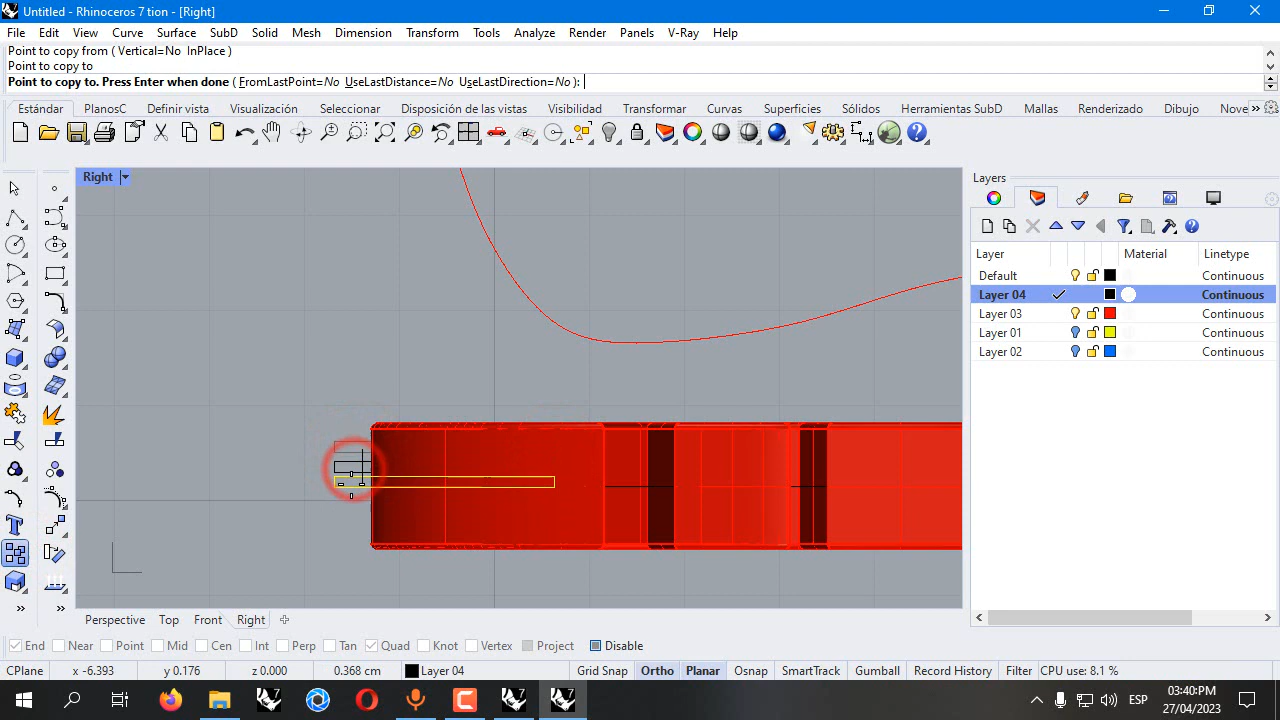 Untitled - Rhinoceros 7 tion - [Right]
File Edit View Curve Surface SubD Solid Mesh Dimension Transform Tools Analyze Render Panels V-Ray Help
Point to copy from ( Vertical=No InPlace )
Point to copy to
Point to copy to. Press Enter when done ( FromLastPoint=No UseLastDistance=No UseLastDirection=No ):
Estándar PlanosC Definir vista Visualización Seleccionar Disposición de las vistas Visibilidad Transformar Curvas Superficies Sólidos Herramientas SubD Mallas Renderizado Dibujo Nove
Right
Layers
Layer Material Linetype
Default Continuous
Layer 04 Continuous
Layer 03 Continuous
Layer 01 Continuous
Layer 02 Continuous
Perspective Top Front Right
End Near Point Mid Cen Int Perp Tan Quad Knot Vertex Project Disable
CPlane x -6.393 y 0.176 z 0.000 0.368 cm Layer 04 Grid Snap Ortho Planar Osnap SmartTrack Gumball Record History Filter CPU use: 8.1 %
ESP 03:40:PM
27/04/2023